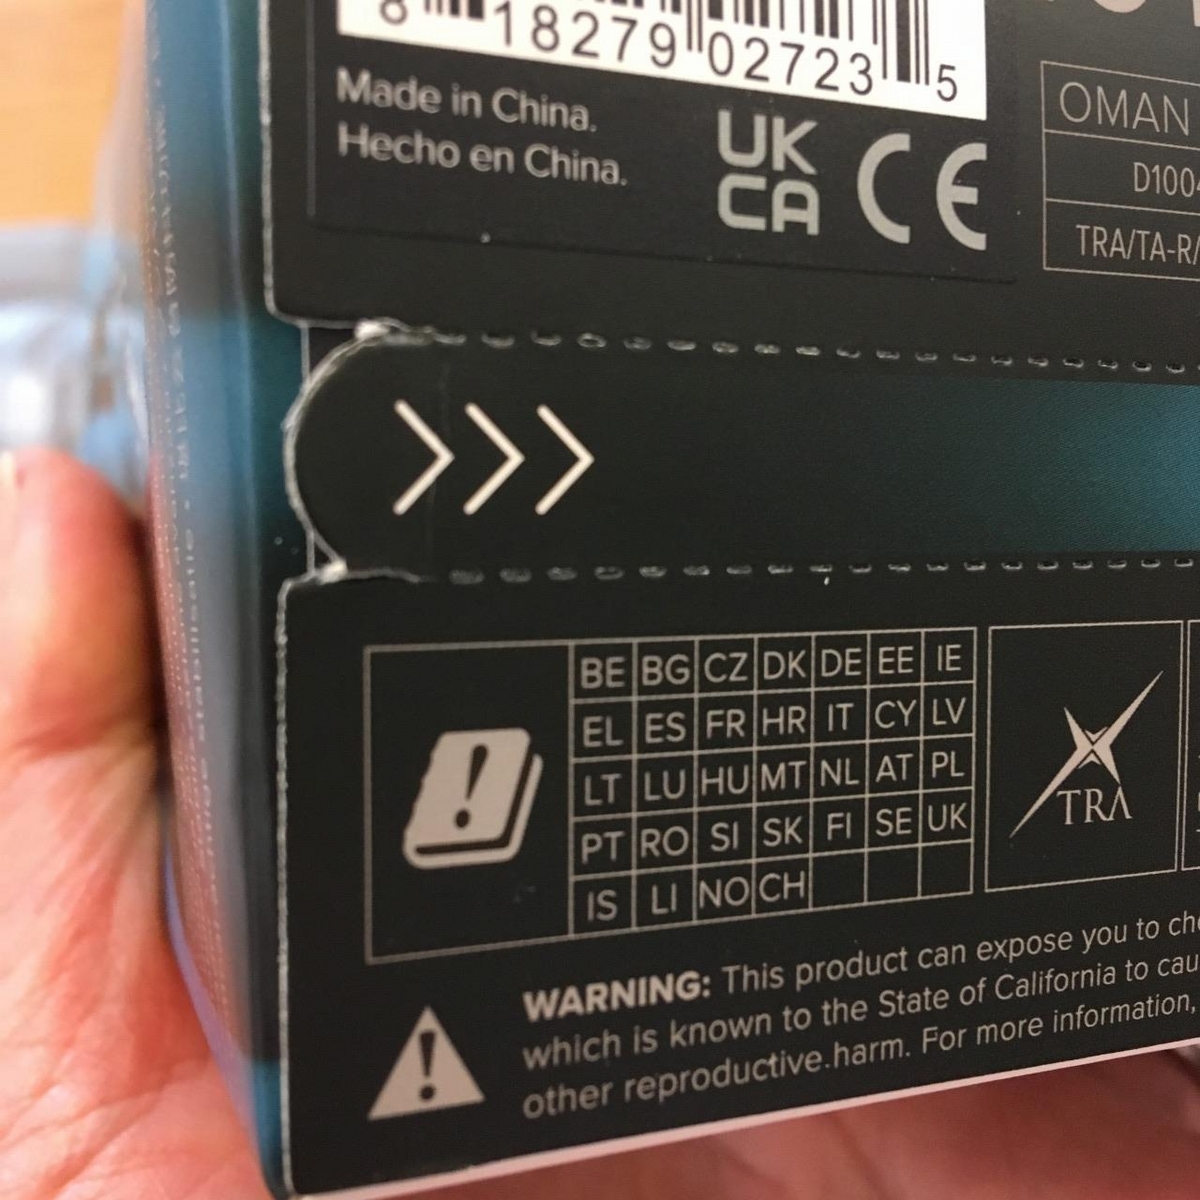 8 18279 02723 5
Made in China.
Hecho en China.
UK
CA
CE
OMAN
D1004
TRA/TA-R/
BE BG CZ DK DE EE IE
EL ES FR HR IT CY LV
LT LU HU MT NL AT PL
PT RO SI SK FI SE UK
IS LI NO CH
TRA
WARNING: This product can expose you to
which is known to the State of California to
other reproductive.harm. For more information,